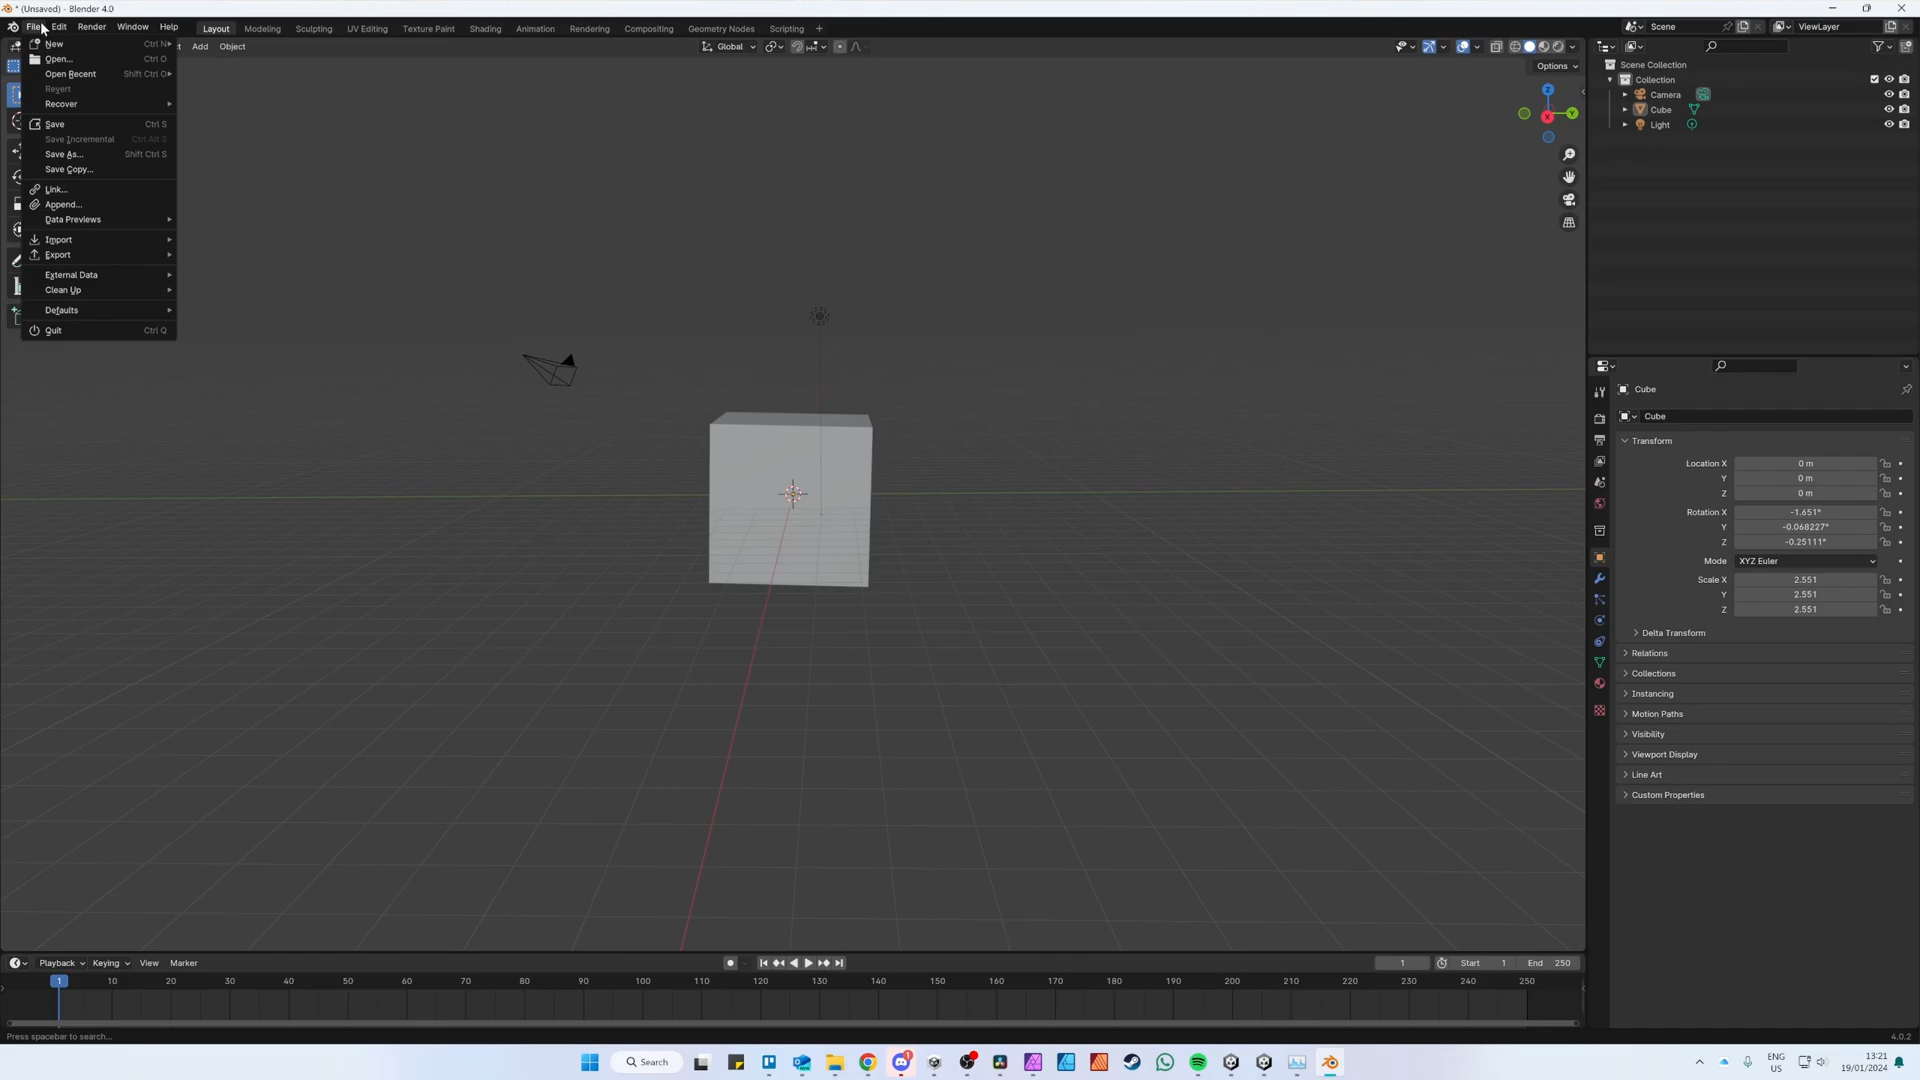 * (Unsaved) - Blender 4.0
File Edit Render Window Help Layout Modeling Sculpting UV Editing Texture Paint Shading Animation Rendering Compositing Geometry Nodes Scripting + Scene ViewLayer
Add Object Global
Options
New Ctrl N
Open... Ctrl O
Open Recent Shift Ctrl O
Revert
Recover
Save Ctrl S
Save Incremental Ctrl Alt S
Save As... Shift Ctrl S
Save Copy...
Link...
Append...
Data Previews
Import
Export
External Data
Clean Up
Defaults
Quit Ctrl Q
Z
Y
X
Scene Collection
Collection
Camera
Cube
Light
Cube
Cube
Transform
Location X 0 m
Y 0 m
Z 0 m
Rotation X -1.651°
Y -0.068227°
Z -0.25111°
Mode XYZ Euler
Scale X 2.551
Y 2.551
Z 2.551
Delta Transform
Relations
Collections
Instancing
Motion Paths
Visibility
Viewport Display
Line Art
Custom Properties
Playback Keying View Marker 1 Start 1 End 250
1 10 20 30 40 50 60 70 80 90 100 110 120 130 140 150 160 170 180 190 200 210 220 230 240 250
Press spacebar to search... 4.0.2
Search
1
ENG
US
13:21
19/01/2024